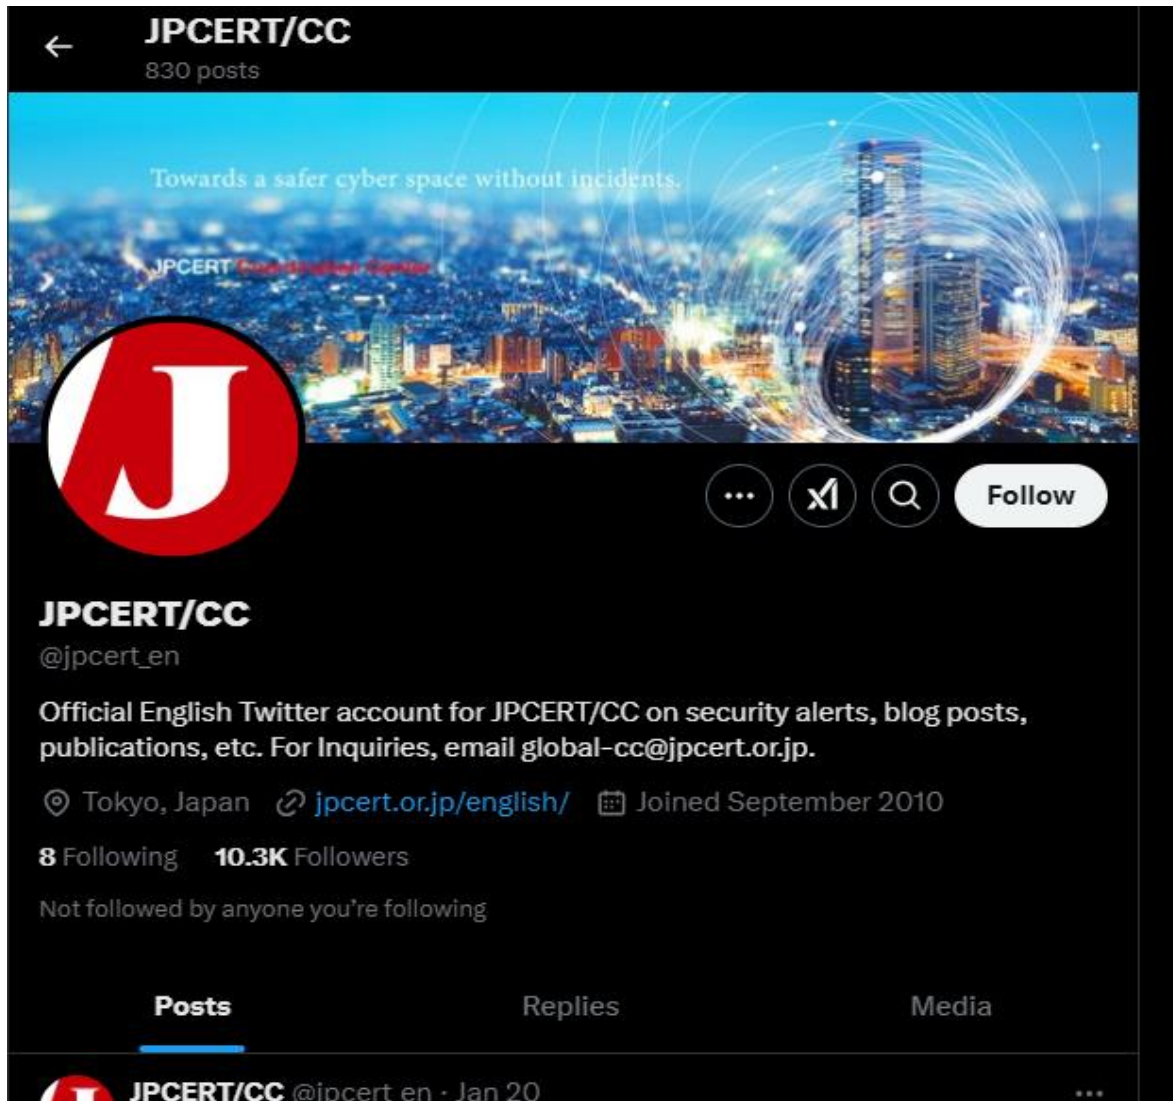 JPCERT/CC
830 posts
Towards a safer cyber space without incidents.
JPCERT Coordination Center
J
Follow
JPCERT/CC
@jpcert_en
Official English Twitter account for JPCERT/CC on security alerts, blog posts,
publications, etc. For Inquiries, email global-cc@jpcert.or.jp.
Tokyo, Japan jpcert.or.jp/english/ Joined September 2010
8 Following 10.3K Followers
Not followed by anyone you’re following
Posts Replies Media
JPCERT/CC @jpcert_en · Jan 20